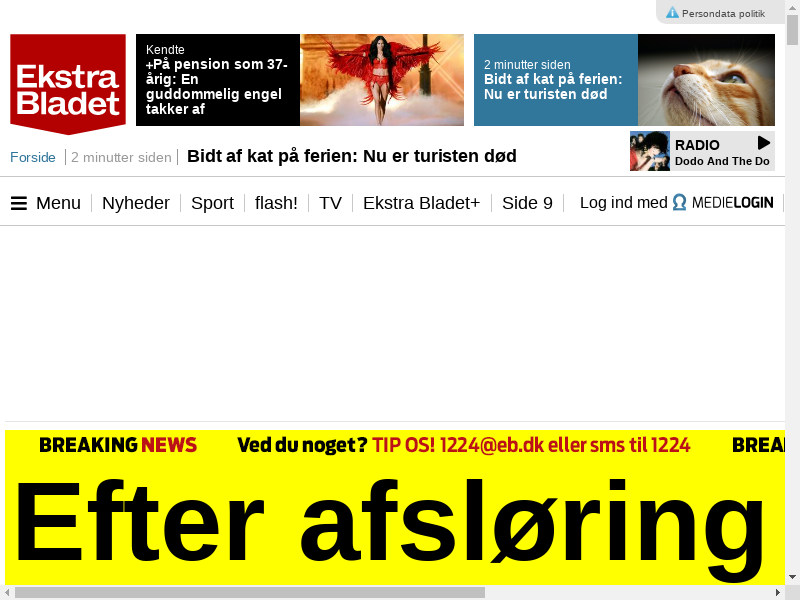 Persondata politik
Ekstra
Bladet
Kendte
+På pension som 37-
årig: En
guddommelig engel
takker af
2 minutter siden
Bidt af kat på ferien:
Nu er turisten død
Forside
2 minutter siden
Bidt af kat på ferien: Nu er turisten død
RADIO
Dodo And The Do
Menu
Nyheder
Sport
flash!
TV
Ekstra Bladet+
Side 9
Log ind med MEDIELOGIN
BREAKING NEWS Ved du noget? TIP OS! 1224@eb.dk eller sms til 1224 BREA
Efter afsløring